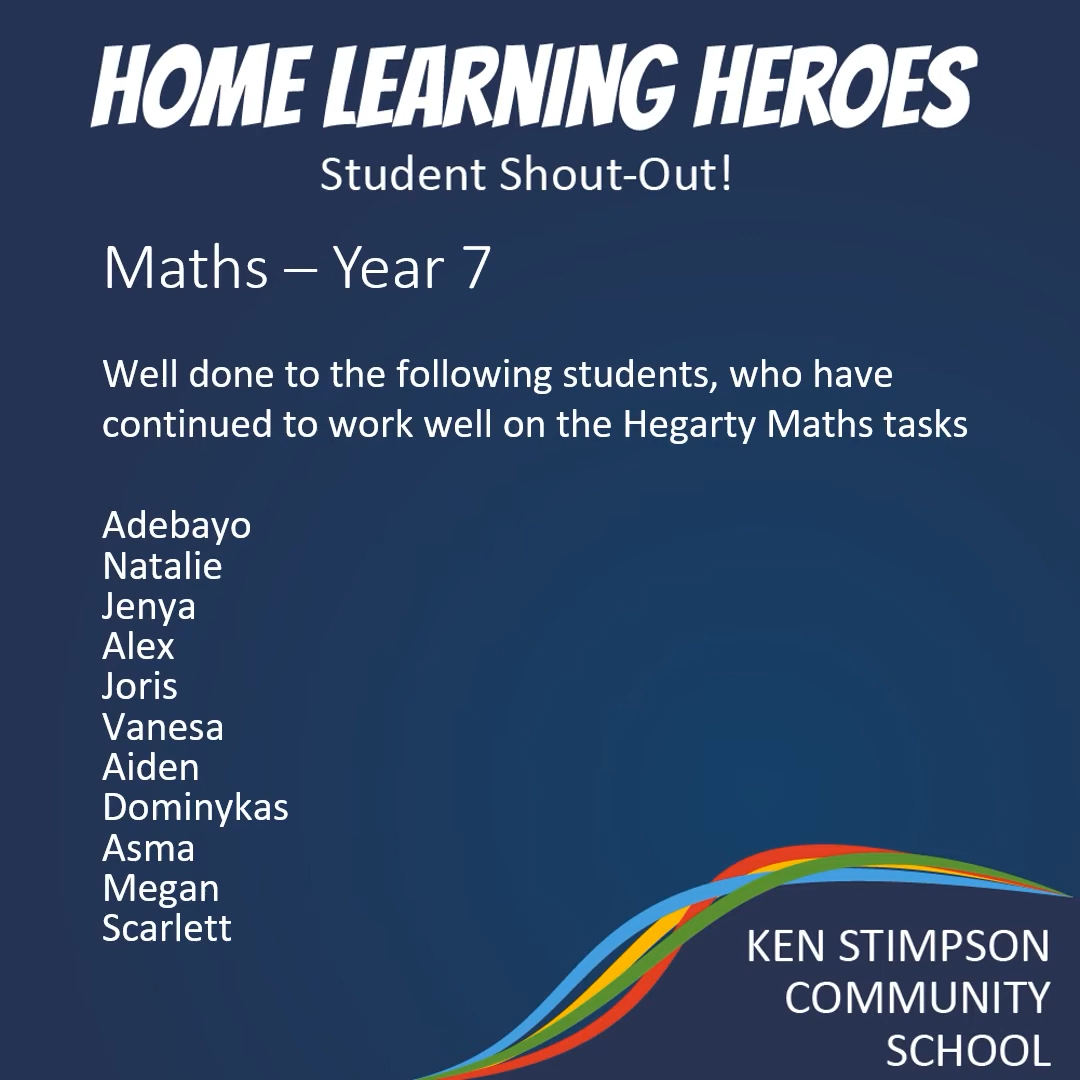 HOME LEARNING HEROES
Student Shout-Out!
Maths – Year 7
Well done to the following students, who have
continued to work well on the Hegarty Maths tasks
Adebayo
Natalie
Jenya
Alex
Joris
Vanesa
Aiden
Dominykas
Asma
Megan
Scarlett
KEN STIMPSON
COMMUNITY
SCHOOL